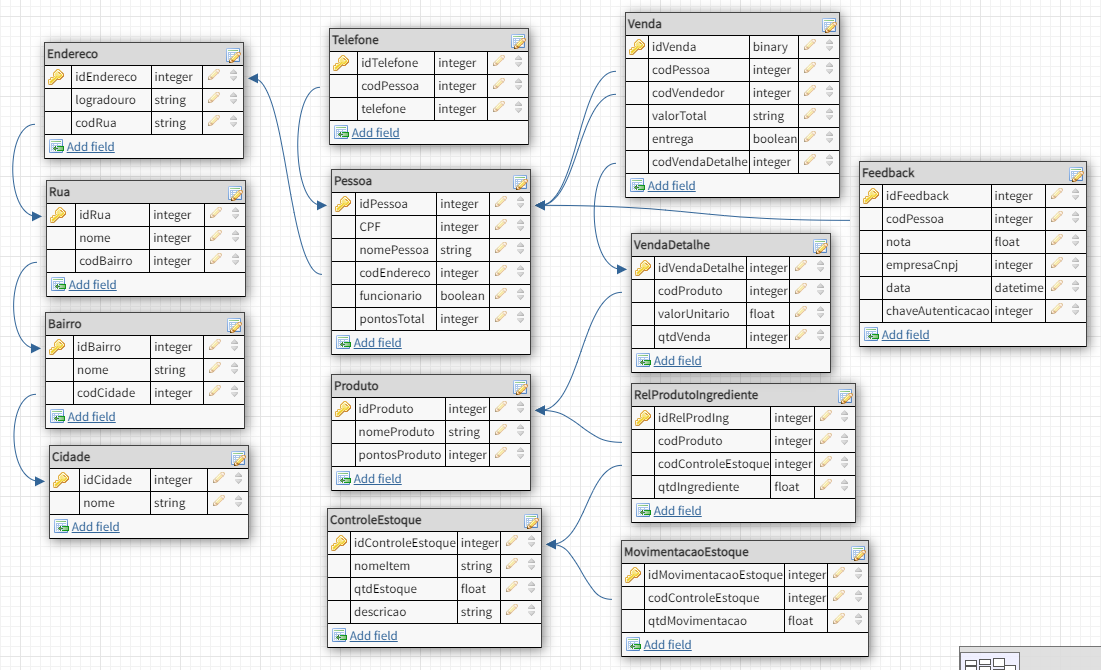 Endereco
idEndereco integer
logradouro string
codRua string
Add field
Rua
idRua integer
nome integer
codBairro integer
Add field
Bairro
idBairro integer
nome string
codCidade integer
Add field
Cidade
idCidade integer
nome string
Add field
Telefone
idTelefone integer
codPessoa integer
telefone integer
Add field
Pessoa
idPessoa integer
CPF integer
nomePessoa string
codEndereco integer
funcionario boolean
pontosTotal integer
Add field
Produto
idProduto integer
nomeProduto string
pontosProduto integer
Add field
ControleEstoque
idControleEstoque integer
nomeItem string
qtdEstoque float
descricao string
Add field
Venda
idVenda binary
codPessoa integer
codVendedor integer
valorTotal string
entrega boolean
codVendaDetalhe integer
Add field
VendaDetalhe
idVendaDetalhe integer
codProduto integer
valorUnitario float
qtdVenda integer
Add field
RelProdutoIngrediente
idRelProdIng integer
codProduto integer
codControleEstoque integer
qtdIngrediente float
Add field
MovimentacaoEstoque
idMovimentacaoEstoque integer
codControleEstoque integer
qtdMovimentacao float
Add field
Feedback
idFeedback integer
codPessoa integer
nota float
empresaCnpj integer
data datetime
chaveAutenticacao integer
Add field